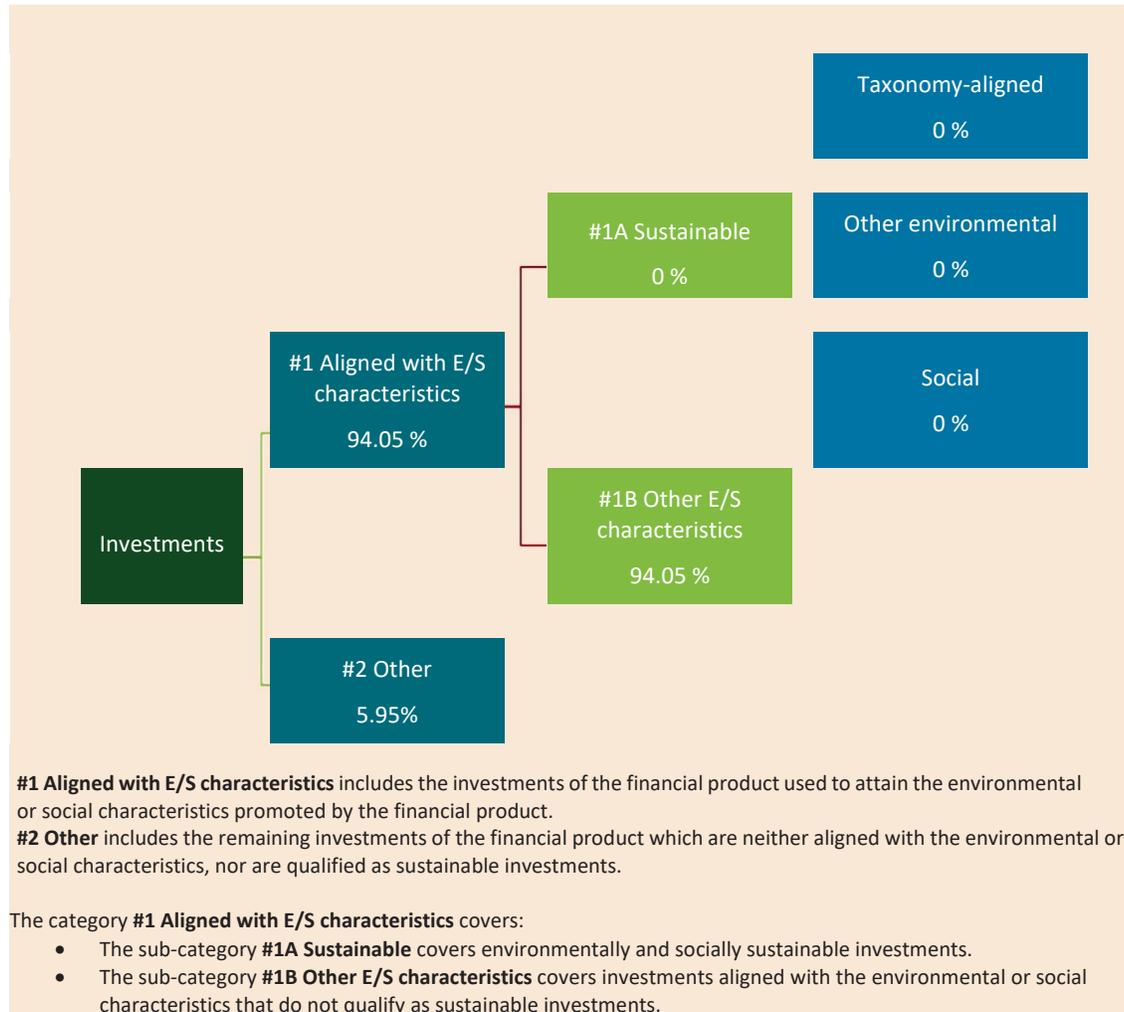 Taxonomy-aligned
0 %
#1A Sustainable
0 %
Other environmental
0 %
#1 Aligned with E/S
characteristics
94.05 %
Social
0 %
Investments
#1B Other E/S
characteristics
94.05 %
#2 Other
5.95%
#1 Aligned with E/S characteristics includes the investments of the financial product used to attain the environmental
or social characteristics promoted by the financial product.
#2 Other includes the remaining investments of the financial product which are neither aligned with the environmental or
social characteristics, nor are qualified as sustainable investments.
The category #1 Aligned with E/S characteristics covers:
• The sub-category #1A Sustainable covers environmentally and socially sustainable investments.
• The sub-category #1B Other E/S characteristics covers investments aligned with the environmental or social
characteristics that do not qualify as sustainable investments.